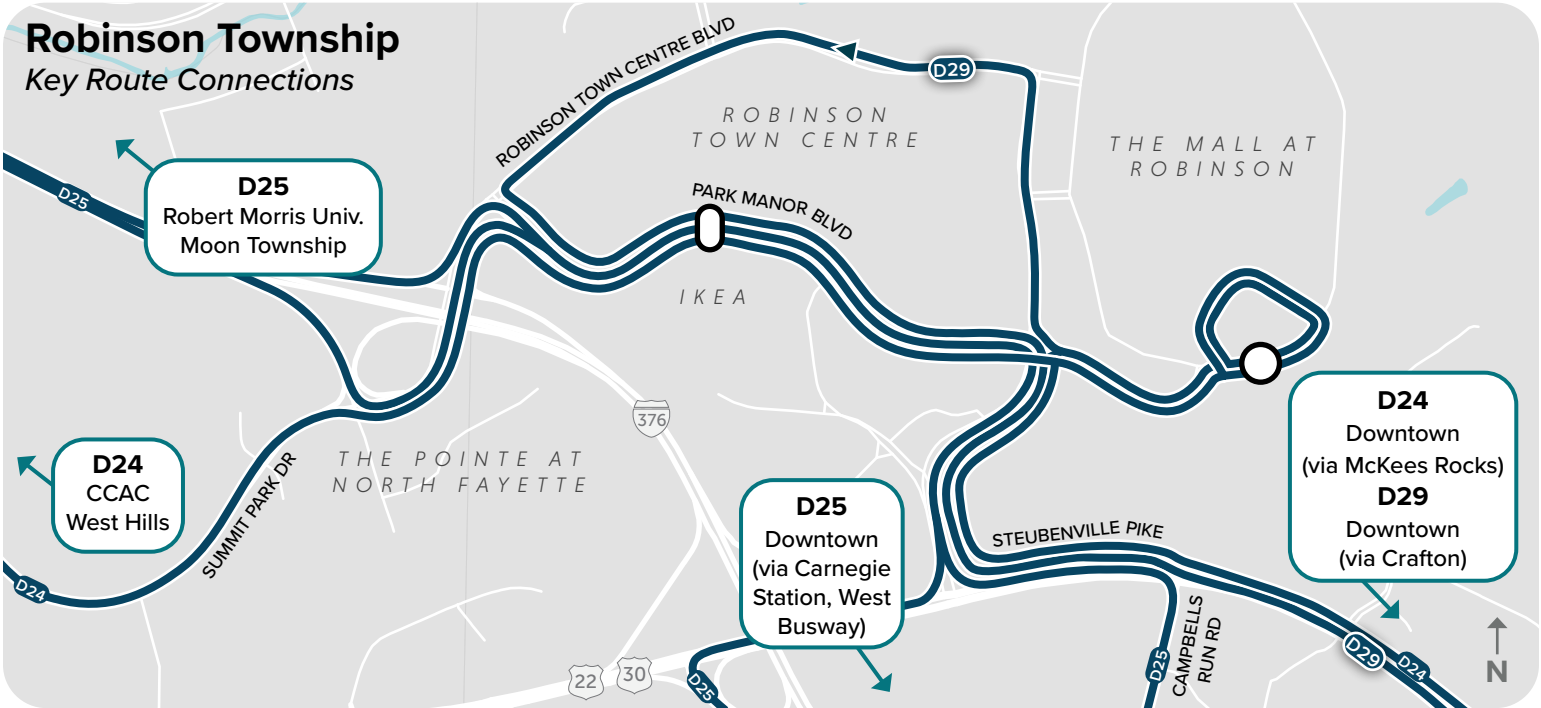 Robinson Township
Key Route Connections
ROBINSON TOWN CENTRE BLVD
D29
ROBINSON
TOWN CENTRE
THE MALL AT
ROBINSON
D25
D25
Robert Morris Univ.
Moon Township
PARK MANOR BLVD
IKEA
376
D24
Downtown
(via McKees Rocks)
D29
Downtown
(via Crafton)
D24
CCAC
West Hills
SUMMIT PARK DR
THE POINTE AT
NORTH FAYETTE
D25
Downtown
(via Carnegie
Station, West
Busway)
STEUBENVILLE PIKE
D24
CAMPBELLS
RUN RD
D25
D29
D24
22
30
D25
N